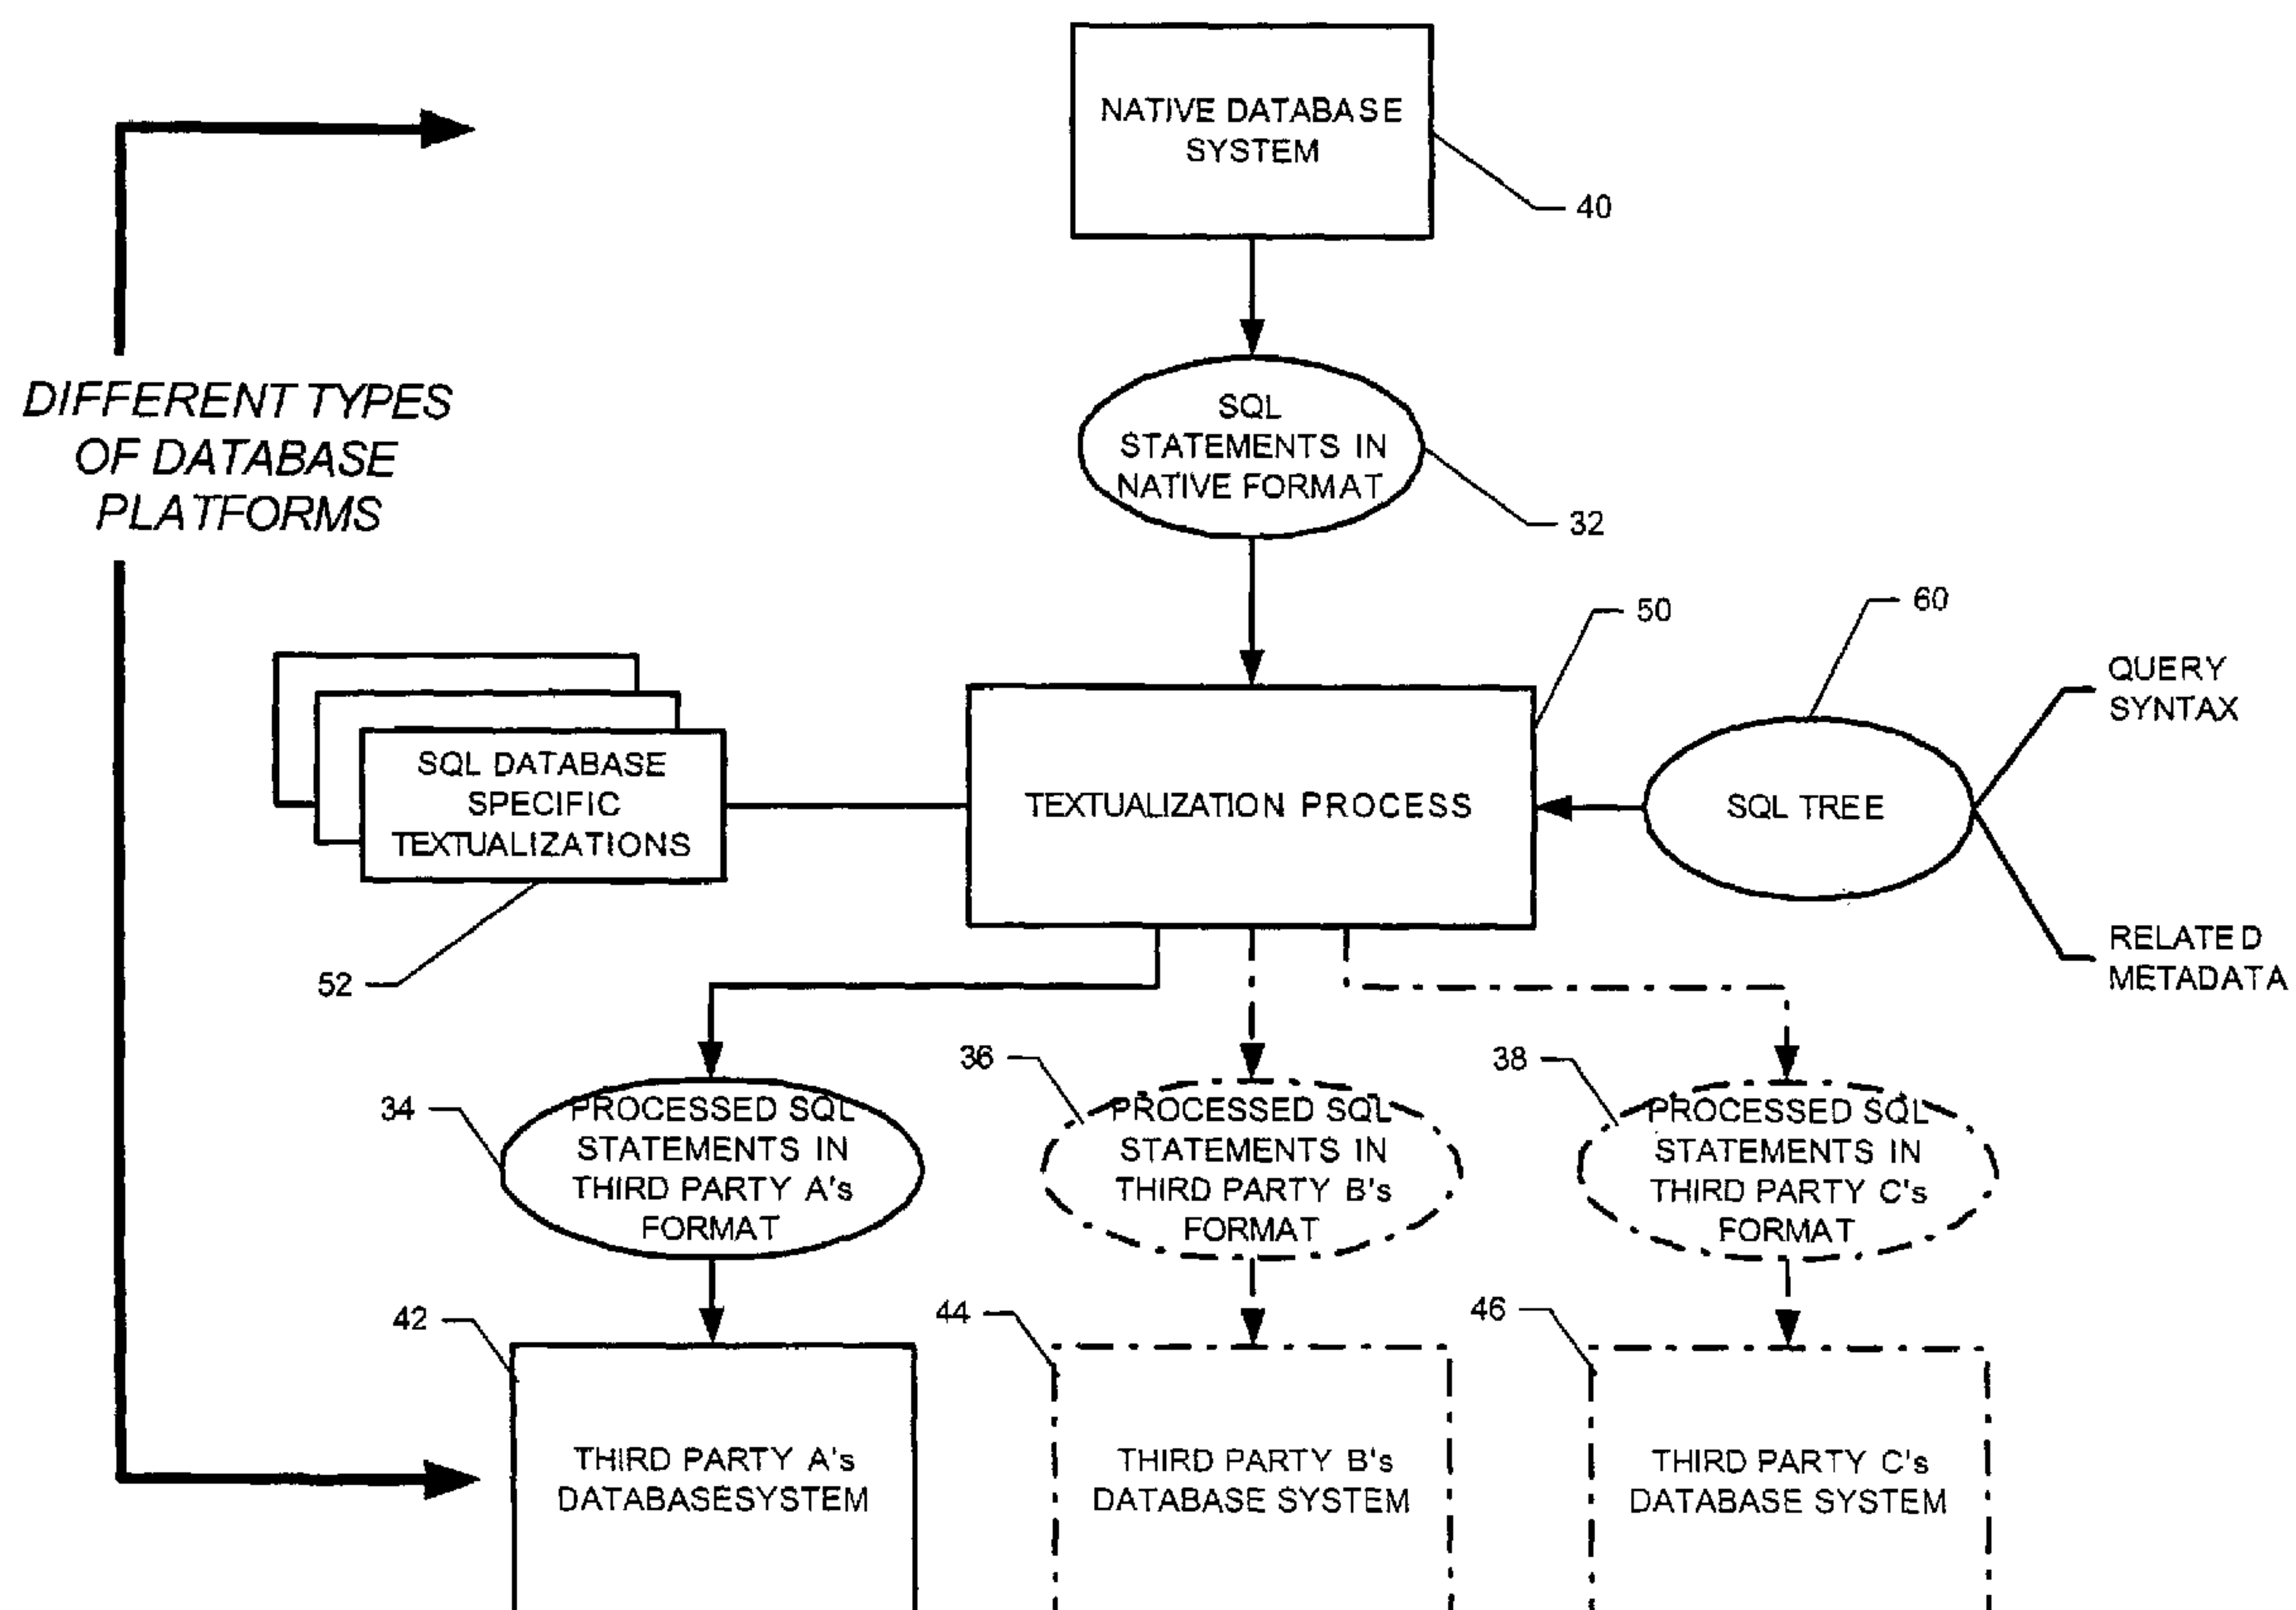 NATIVE DATABASE
SYSTEM
40
DIFFERENT TYPES
OF DATABASE
PLATFORMS
SQL
STATEMENTS IN
NATIVE FORMAT
32
50
60
QUERY
SYNTAX
SQL DATABASE
SPECIFIC
TEXTUALIZATIONS
TEXTUALIZATION PROCESS
SQL TREE
52
RELATED
METADATA
34
PROCESSED SQL
STATEMENTS IN
THIRD PARTY A's
FORMAT
36
PROCESSED SQL
STATEMENTS IN
THIRD PARTY B's
FORMAT
38
PROCESSED SQL
STATEMENTS IN
THIRD PARTY C's
FORMAT
42
THIRD PARTY A's
DATABASESYSTEM
44
THIRD PARTY B's
DATABASE SYSTEM
46
THIRD PARTY C's
DATABASE SYSTEM